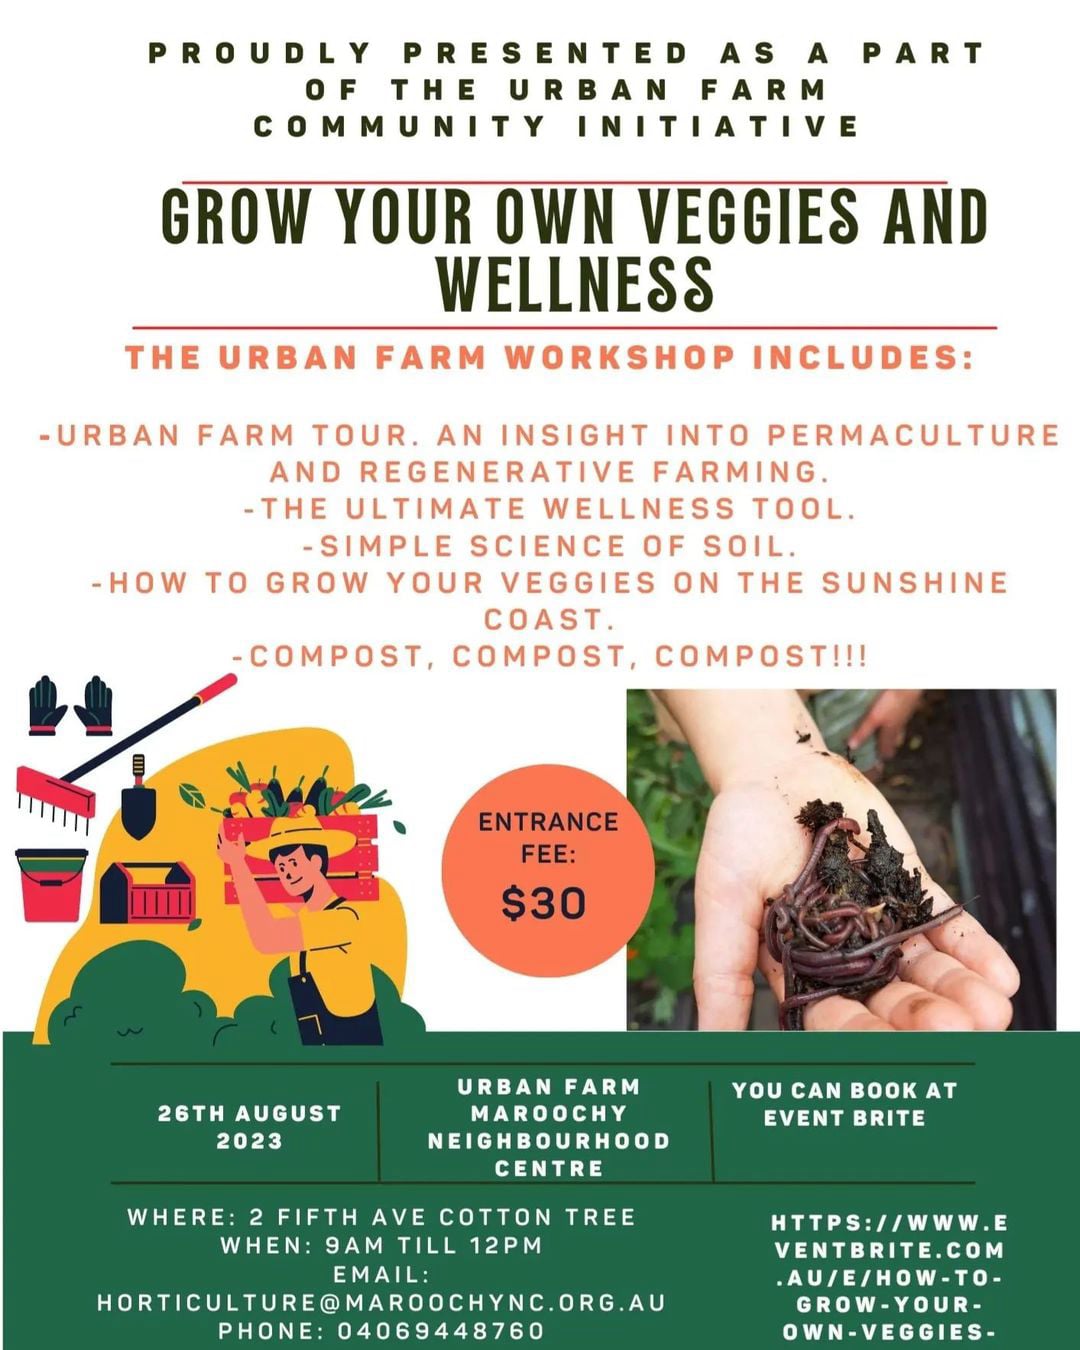 PROUDLY PRESENTED AS A PART
OF THE URBAN FARM
COMMUNITY INITIATIVE
GROW YOUR OWN VEGGIES AND
WELLNESS
THE URBAN FARM WORKSHOP INCLUDES:
-URBAN FARM TOUR. AN INSIGHT INTO PERMACULTURE
AND REGENERATIVE FARMING.
-THE ULTIMATE WELLNESS TOOL.
-SIMPLE SCIENCE OF SOIL.
-HOW TO GROW YOUR VEGGIES ON THE SUNSHINE
COAST.
-COMPOST, COMPOST, COMPOST!!!
ENTRANCE
FEE:
$30
26TH AUGUST
2023
URBAN FARM
MAROOCHY
NEIGHBOURHOOD
CENTRE
YOU CAN BOOK AT
EVENT BRITE
WHERE: 2 FIFTH AVE COTTON TREE
WHEN: 9AM TILL 12PM
EMAIL:
HORTICULTURE@MAROOCHYNC.ORG.AU
PHONE: 04069448760
HTTPS://WWW.E
VENTBRITE.COM
.AU/E/HOW-TO-
GROW-YOUR-
OWN-VEGGIES-